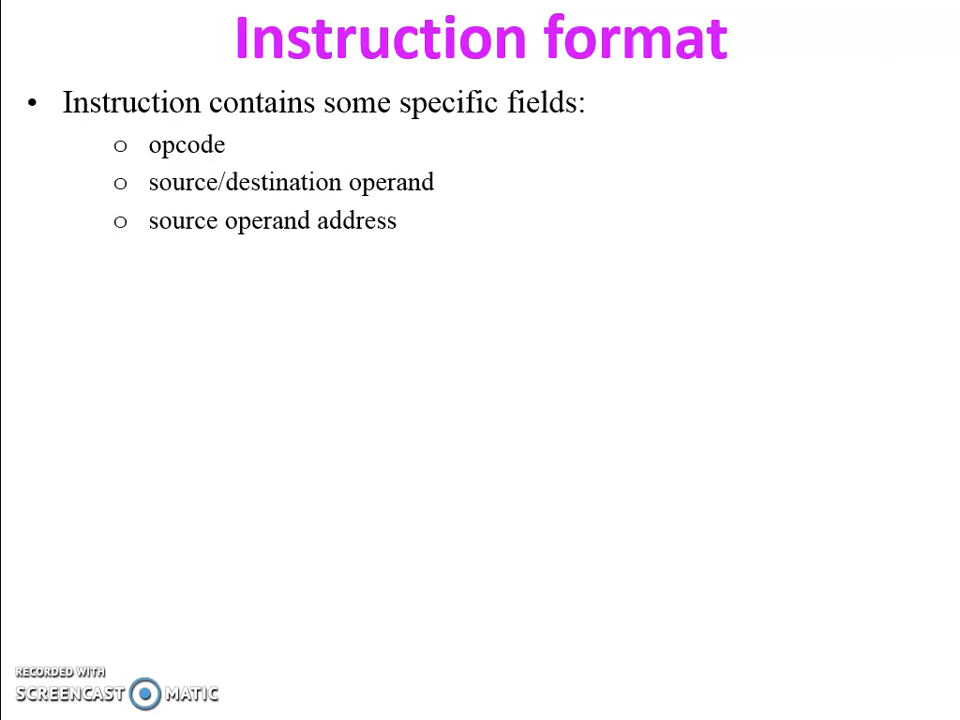 Instruction format
• Instruction contains some specific fields:
o opcode
o source/destination operand
o source operand address
RECORDED WITH
SCREENCAST MATIC